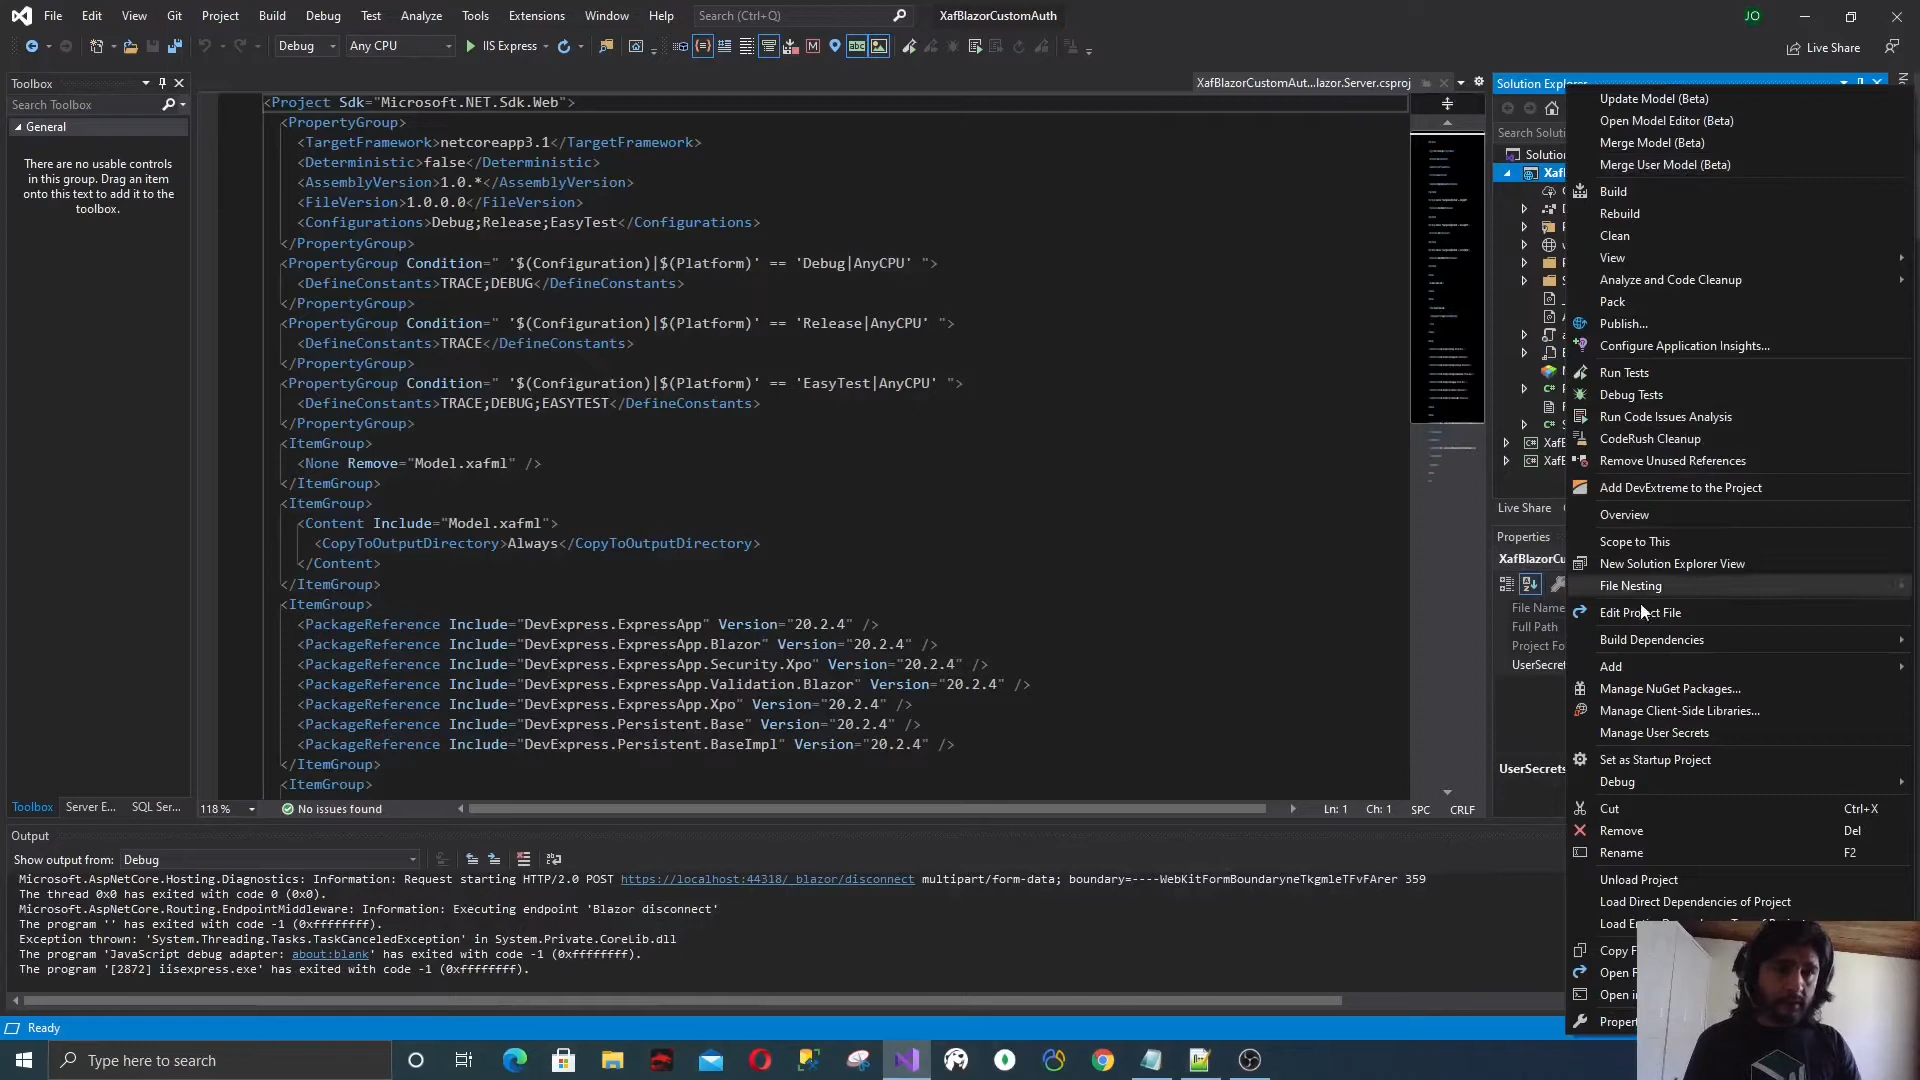 File Edit View Git Project Build Debug Test Analyze Tools Extensions Window Help Search (Ctrl+Q) XafBlazorCustomAuth JO
Debug Any CPU IIS Express Live Share
Toolbox
Search Toolbox
General
There are no usable controls
in this group. Drag an item
onto this text to add it to the
toolbox.
Toolbox Server E... SQL Ser...
XafBlazorCustomAut...lazor.Server.csproj
<Project Sdk="Microsoft.NET.Sdk.Web">
<PropertyGroup>
<TargetFramework>netcoreapp3.1</TargetFramework>
<Deterministic>false</Deterministic>
<AssemblyVersion>1.0.*</AssemblyVersion>
<FileVersion>1.0.0.0</FileVersion>
<Configurations>Debug;Release;EasyTest</Configurations>
</PropertyGroup>
<PropertyGroup Condition=" '$(Configuration)|$(Platform)' == 'Debug|AnyCPU' ">
<DefineConstants>TRACE;DEBUG</DefineConstants>
</PropertyGroup>
<PropertyGroup Condition=" '$(Configuration)|$(Platform)' == 'Release|AnyCPU' ">
<DefineConstants>TRACE</DefineConstants>
</PropertyGroup>
<PropertyGroup Condition=" '$(Configuration)|$(Platform)' == 'EasyTest|AnyCPU' ">
<DefineConstants>TRACE;DEBUG;EASYTEST</DefineConstants>
</PropertyGroup>
<ItemGroup>
<None Remove="Model.xafml" />
</ItemGroup>
<ItemGroup>
<Content Include="Model.xafml">
<CopyToOutputDirectory>Always</CopyToOutputDirectory>
</Content>
</ItemGroup>
<ItemGroup>
<PackageReference Include="DevExpress.ExpressApp" Version="20.2.4" />
<PackageReference Include="DevExpress.ExpressApp.Blazor" Version="20.2.4" />
<PackageReference Include="DevExpress.ExpressApp.Security.Xpo" Version="20.2.4" />
<PackageReference Include="DevExpress.ExpressApp.Validation.Blazor" Version="20.2.4" />
<PackageReference Include="DevExpress.ExpressApp.Xpo" Version="20.2.4" />
<PackageReference Include="DevExpress.Persistent.Base" Version="20.2.4" />
<PackageReference Include="DevExpress.Persistent.BaseImpl" Version="20.2.4" />
</ItemGroup>
<ItemGroup>
118 % No issues found Ln: 1 Ch: 1 SPC CRLF
Solution Explorer
Search Soluti
Solution
Xaf
XafB
XafB
Live Share
Properties
XafBlazorCu
File Name
Full Path
Project Fo
UserSecret
UserSecrets
Update Model (Beta)
Open Model Editor (Beta)
Merge Model (Beta)
Merge User Model (Beta)
Build
Rebuild
Clean
View
Analyze and Code Cleanup
Pack
Publish...
Configure Application Insights...
Run Tests
Debug Tests
Run Code Issues Analysis
CodeRush Cleanup
Remove Unused References
Add DevExtreme to the Project
Overview
Scope to This
New Solution Explorer View
File Nesting
Edit Project File
Build Dependencies
Add
Manage NuGet Packages...
Manage Client-Side Libraries...
Manage User Secrets
Set as Startup Project
Debug
Cut Ctrl+X
Remove Del
Rename F2
Unload Project
Load Direct Dependencies of Project
Copy F
Open F
Open i
Propert
Output
Show output from: Debug
Microsoft.AspNetCore.Hosting.Diagnostics: Information: Request starting HTTP/2.0 POST https://localhost:44318/_blazor/disconnect multipart/form-data; boundary=----WebKitFormBoundaryneTkgmleTFvFArer 359
The thread 0x0 has exited with code 0 (0x0).
Microsoft.AspNetCore.Routing.EndpointMiddleware: Information: Executing endpoint 'Blazor disconnect'
The program '' has exited with code -1 (0xffffffff).
Exception thrown: 'System.Threading.Tasks.TaskCanceledException' in System.Private.CoreLib.dll
The program 'JavaScript debug adapter: about:blank' has exited with code -1 (0xffffffff).
The program '[2872] iisexpress.exe' has exited with code -1 (0xffffffff).
Ready
Type here to search